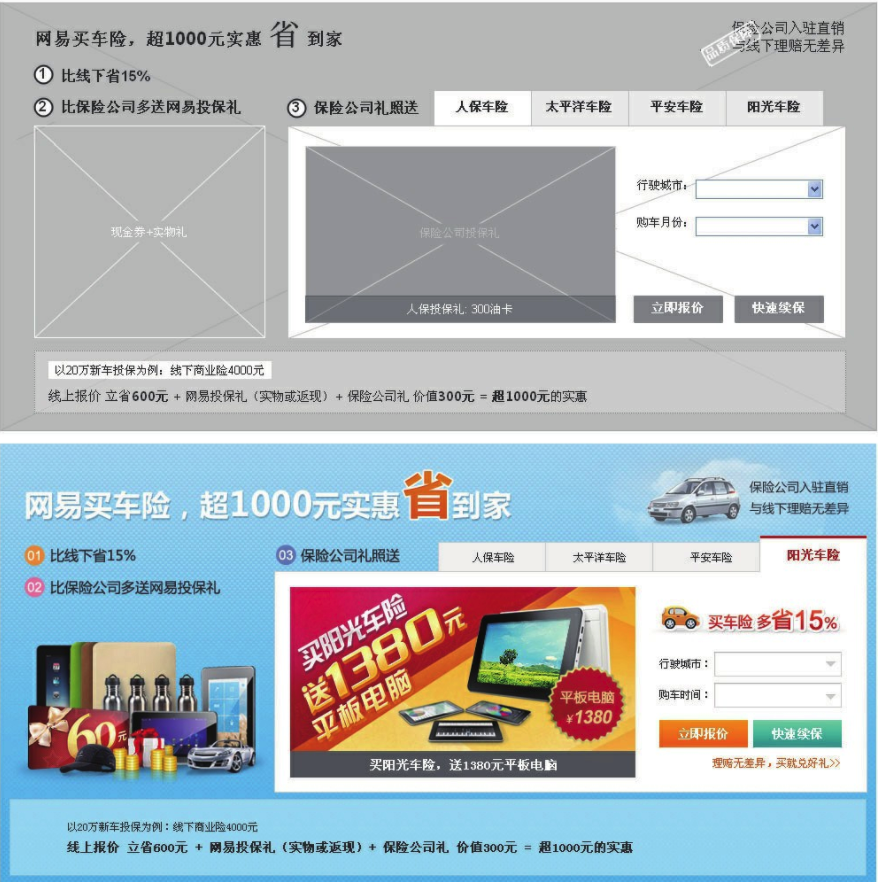 网易买车险，超1000元实惠 省 到家
保险公司入驻直销
与线下理赔无差异
1 比线下省15%
2 比保险公司多送网易投保礼
3 保险公司礼照送
人保车险 太平洋车险 平安车险 阳光车险
现金券+实物礼
保险公司投保礼
人保投保礼: 300油卡
行驶城市：
购车月份：
立即报价 快速续保
以20万新车投保为例：线下商业险4000元
线上报价 立省600元 + 网易投保礼（实物或返现）+ 保险公司礼 价值300元 = 超1000元的实惠
网易买车险，超1000元实惠省到家
保险公司入驻直销
与线下理赔无差异
01 比线下省15%
02 比保险公司多送网易投保礼
03 保险公司礼照送
人保车险 太平洋车险 平安车险 阳光车险
60元
买阳光车险
送1380元
平板电脑
平板电脑
¥1380
买阳光车险，送1380元平板电脑
买车险 多省15%
行驶城市：
购车时间：
立即报价 快速续保
理赔无差异，买就兑好礼>>
以20万新车投保为例：线下商业险4000元
线上报价 立省600元 + 网易投保礼（实物或返现）+ 保险公司礼 价值300元 = 超1000元的实惠